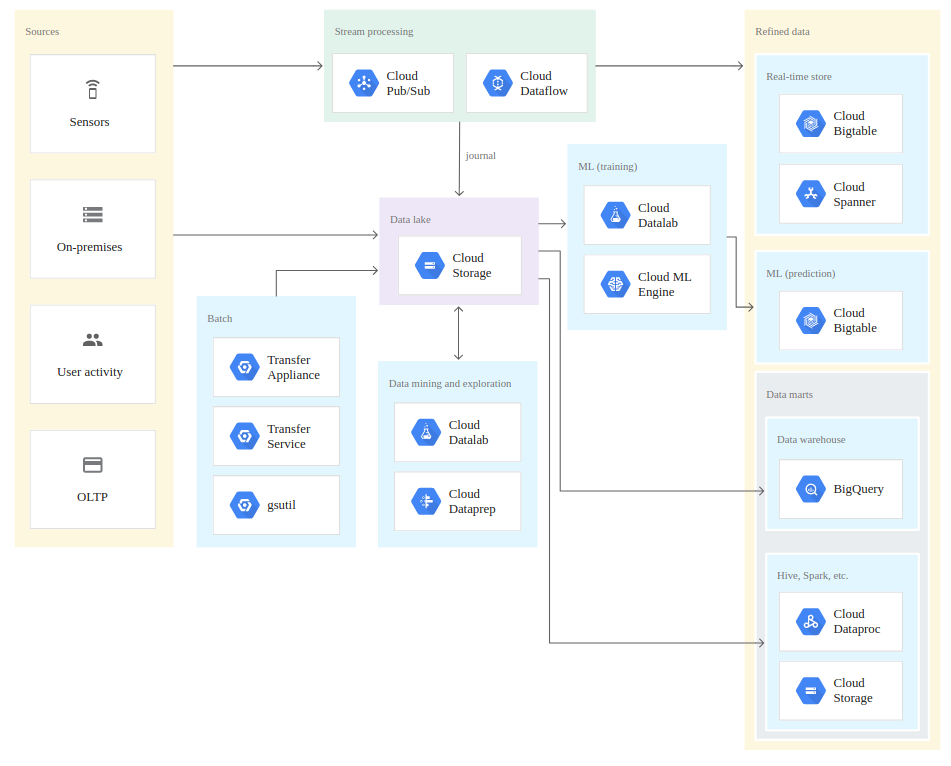 Sources
Sensors
On-premises
User activity
OLTP
Stream processing
Cloud
Pub/Sub
Cloud
Dataflow
journal
Data lake
Cloud
Storage
Batch
Transfer
Appliance
Transfer
Service
gsutil
Data mining and exploration
Cloud
Datalab
Cloud
Dataprep
ML (training)
Cloud
Datalab
Cloud ML
Engine
Refined data
Real-time store
Cloud
Bigtable
Cloud
Spanner
ML (prediction)
Cloud
Bigtable
Data marts
Data warehouse
BigQuery
Hive, Spark, etc.
Cloud
Dataproc
Cloud
Storage